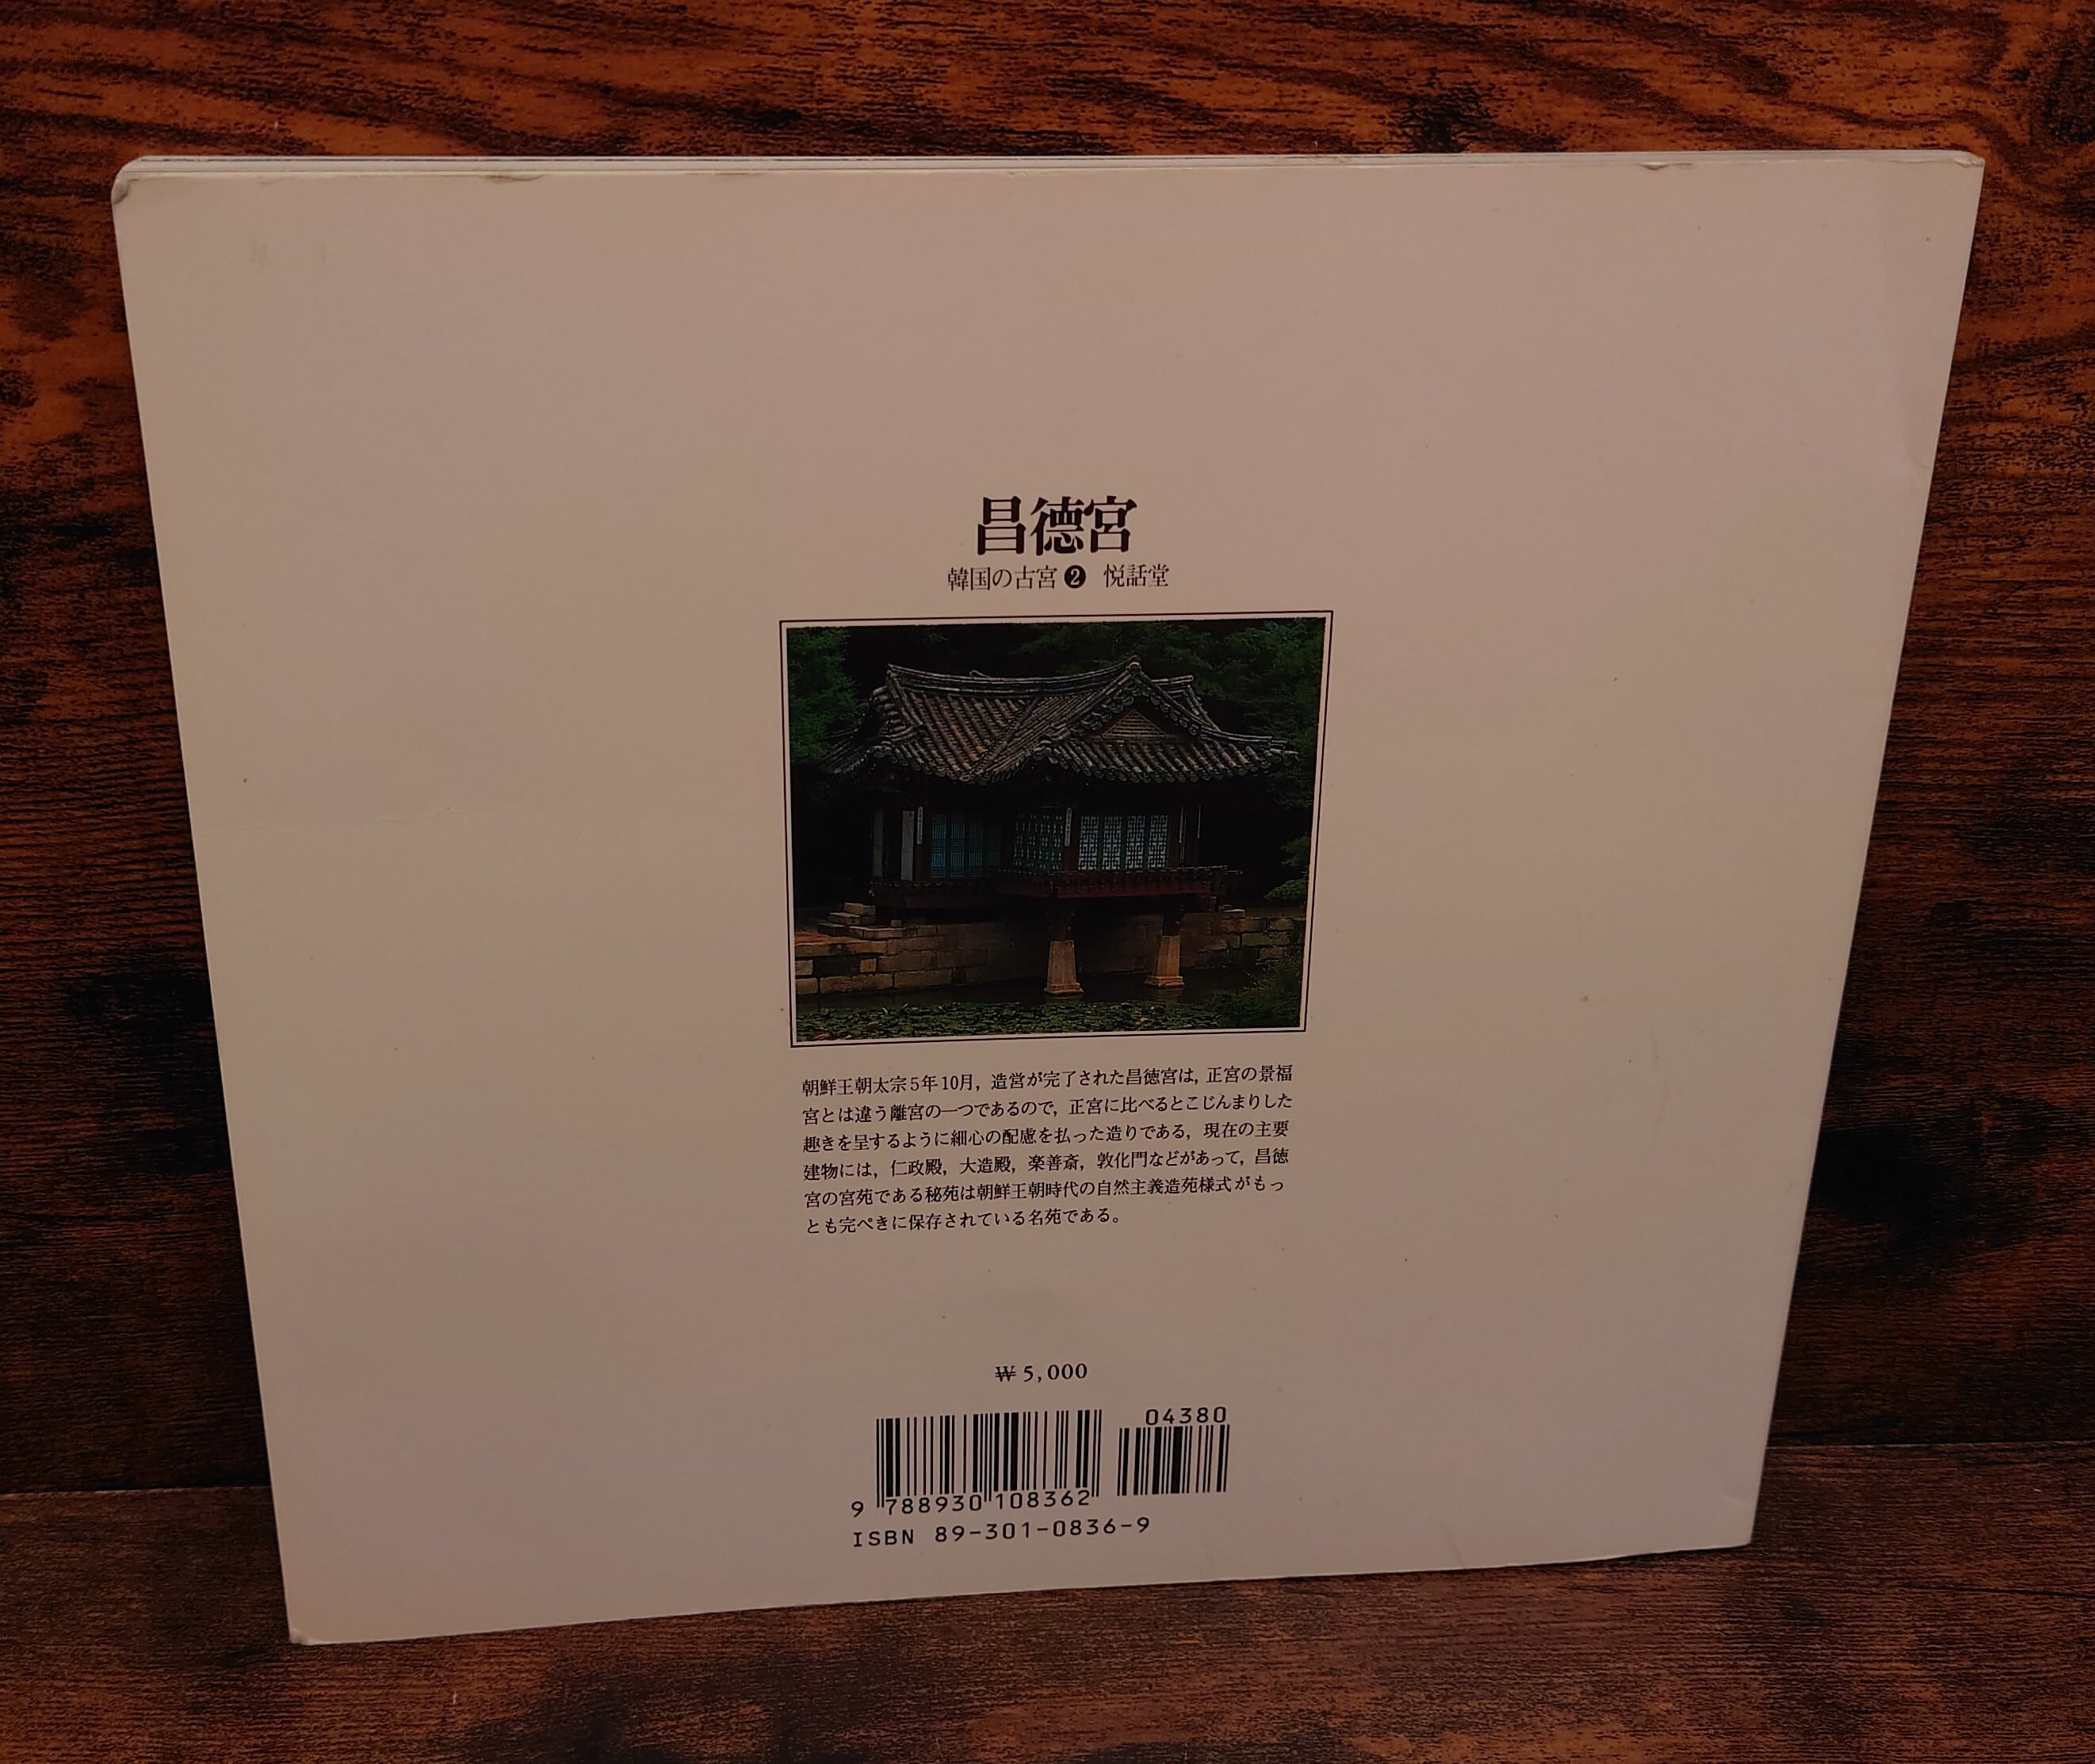 昌徳宮
韓国の古宮❷ 悦話堂
朝鮮王朝太宗5年10月，造営が完了された昌徳宮は，正宮の景福
宮とは違う離宮の一つであるので，正宮に比べるとこじんまりした
趣きを呈するように細心の配慮を払った造りである，現在の主要
建物には，仁政殿，大造殿，楽善斎，敦化門などがあって，昌徳
宮の宮苑である秘苑は朝鮮王朝時代の自然主義造苑様式がもっ
とも完ぺきに保存されている名苑である。
₩5,000
04380
9 788930 108362
ISBN 89-301-0836-9